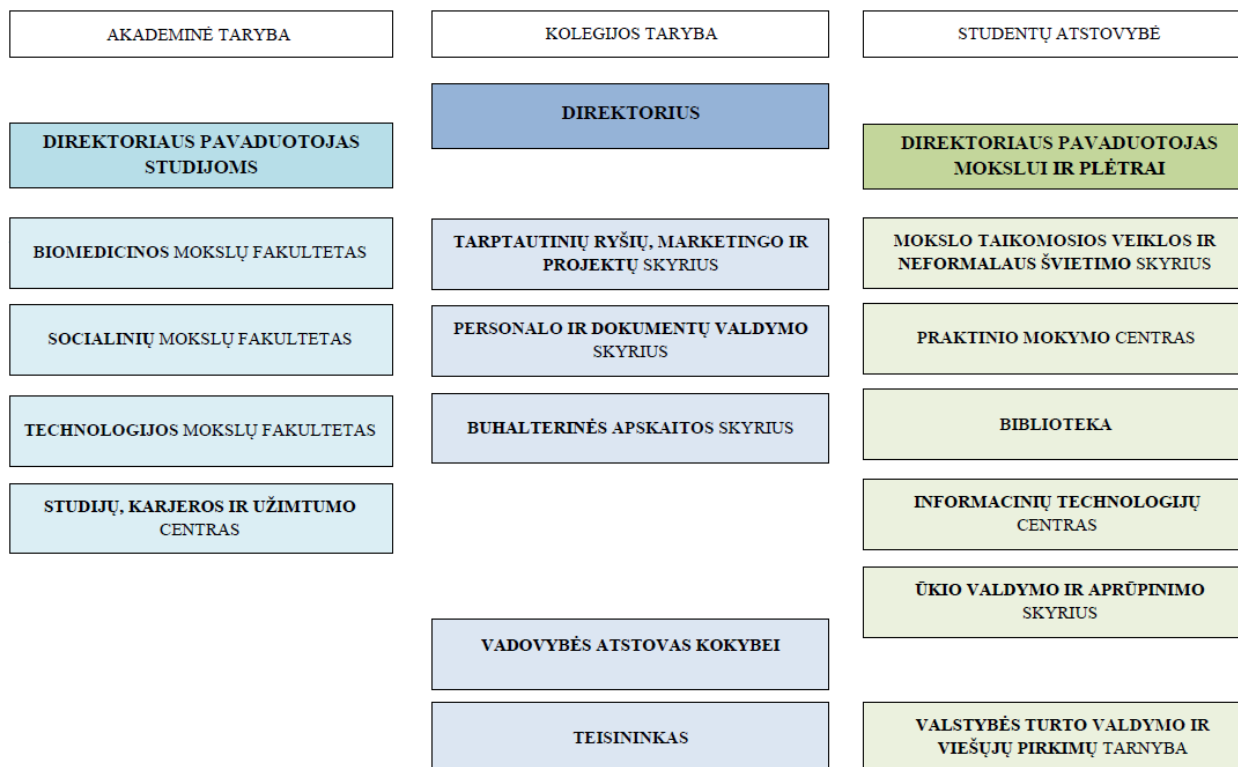 AKADEMINĖ TARYBA
KOLEGIJOS TARYBA
STUDENTŲ ATSTOVYBĖ
DIREKTORIUS
DIREKTORIAUS PAVADUOTOJAS
STUDIJOMS
DIREKTORIAUS PAVADUOTOJAS
MOKSLUI IR PLĖTRAI
BIOMEDICINOS MOKSLŲ FAKULTETAS
TARPTAUTINIŲ RYŠIŲ, MARKETINGO IR
PROJEKTŲ SKYRIUS
MOKSLO TAIKOMOSIOS VEIKLOS IR
NEFORMALAUS ŠVIETIMO SKYRIUS
SOCIALINIŲ MOKSLŲ FAKULTETAS
PERSONALO IR DOKUMENTŲ VALDYMO
SKYRIUS
PRAKTINIO MOKYMO CENTRAS
TECHNOLOGIJOS MOKSLŲ FAKULTETAS
BUHALTERINĖS APSKAITOS SKYRIUS
BIBLIOTEKA
STUDIJŲ, KARJEROS IR UŽIMTUMO
CENTRAS
INFORMACINIŲ TECHNOLOGIJŲ
CENTRAS
ŪKIO VALDYMO IR APRŪPINIMO
SKYRIUS
VADOVYBĖS ATSTOVAS KOKYBEI
TEISININKAS
VALSTYBĖS TURTO VALDYMO IR
VIEŠŲJŲ PIRKIMŲ TARNYBA